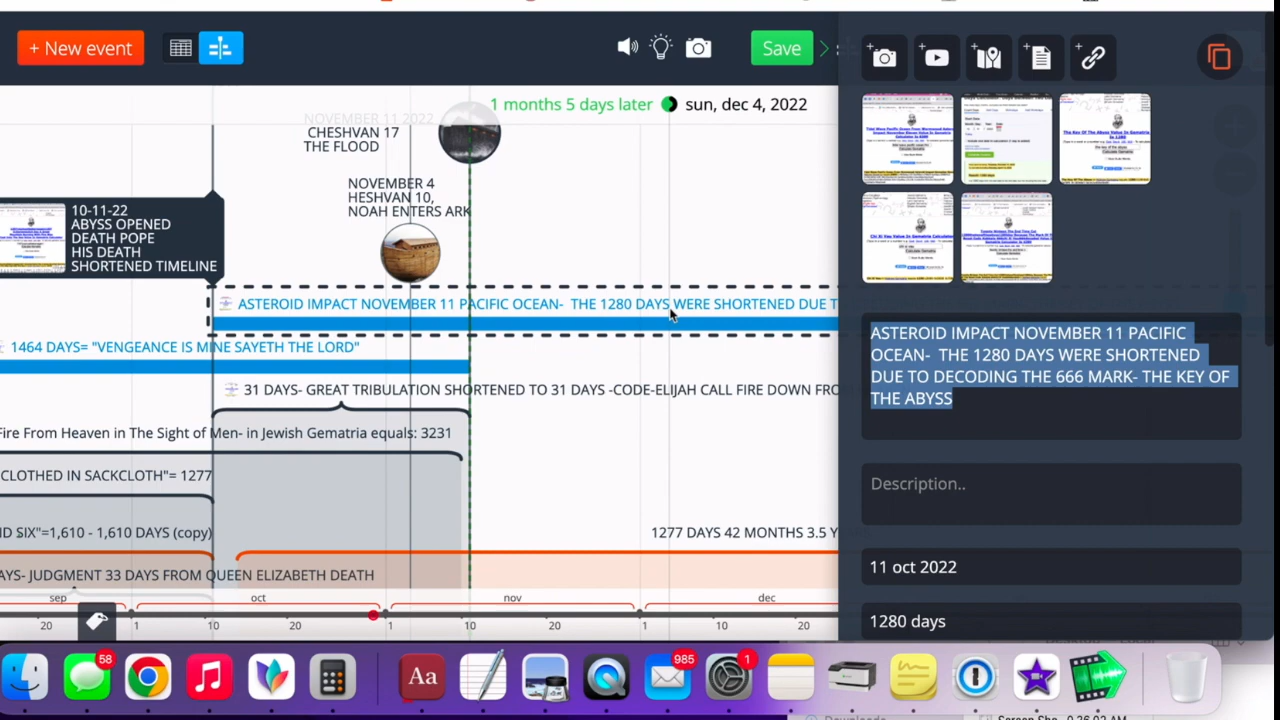 + New event
Save
1 months 5 days later sun, dec 4, 2022
NOVEMBER 11 2022
CHESHVAN 17
THE FLOOD
NOVEMBER 4
HESHVAN 10,
NOAH ENTERS ARK
10-11-22
ABYSS OPENED
DEATH POPE
HIS DEATH
SHORTENED TIMELINE
ASTEROID IMPACT NOVEMBER 11 PACIFIC OCEAN- THE 1280 DAYS WERE SHORTENED DUE T
1464 DAYS= "VENGEANCE IS MINE SAYETH THE LORD"
31 DAYS- GREAT TRIBULATION SHORTENED TO 31 DAYS -CODE-ELIJAH CALL FIRE DOWN FRO
Fire From Heaven in The Sight of Men- in Jewish Gematria equals: 3231
CLOTHED IN SACKCLOTH"= 1277
ND SIX"=1,610 - 1,610 DAYS (copy)
1277 DAYS 42 MONTHS 3.5 Y
AYS- JUDGMENT 33 DAYS FROM QUEEN ELIZABETH DEATH
sep oct nov dec
20 1 10 20 1 10 20 1 10 20
ASTEROID IMPACT NOVEMBER 11 PACIFIC
OCEAN- THE 1280 DAYS WERE SHORTENED
DUE TO DECODING THE 666 MARK- THE KEY OF
THE ABYSS
Description..
11 oct 2022
1280 days
58
Aa
985
1